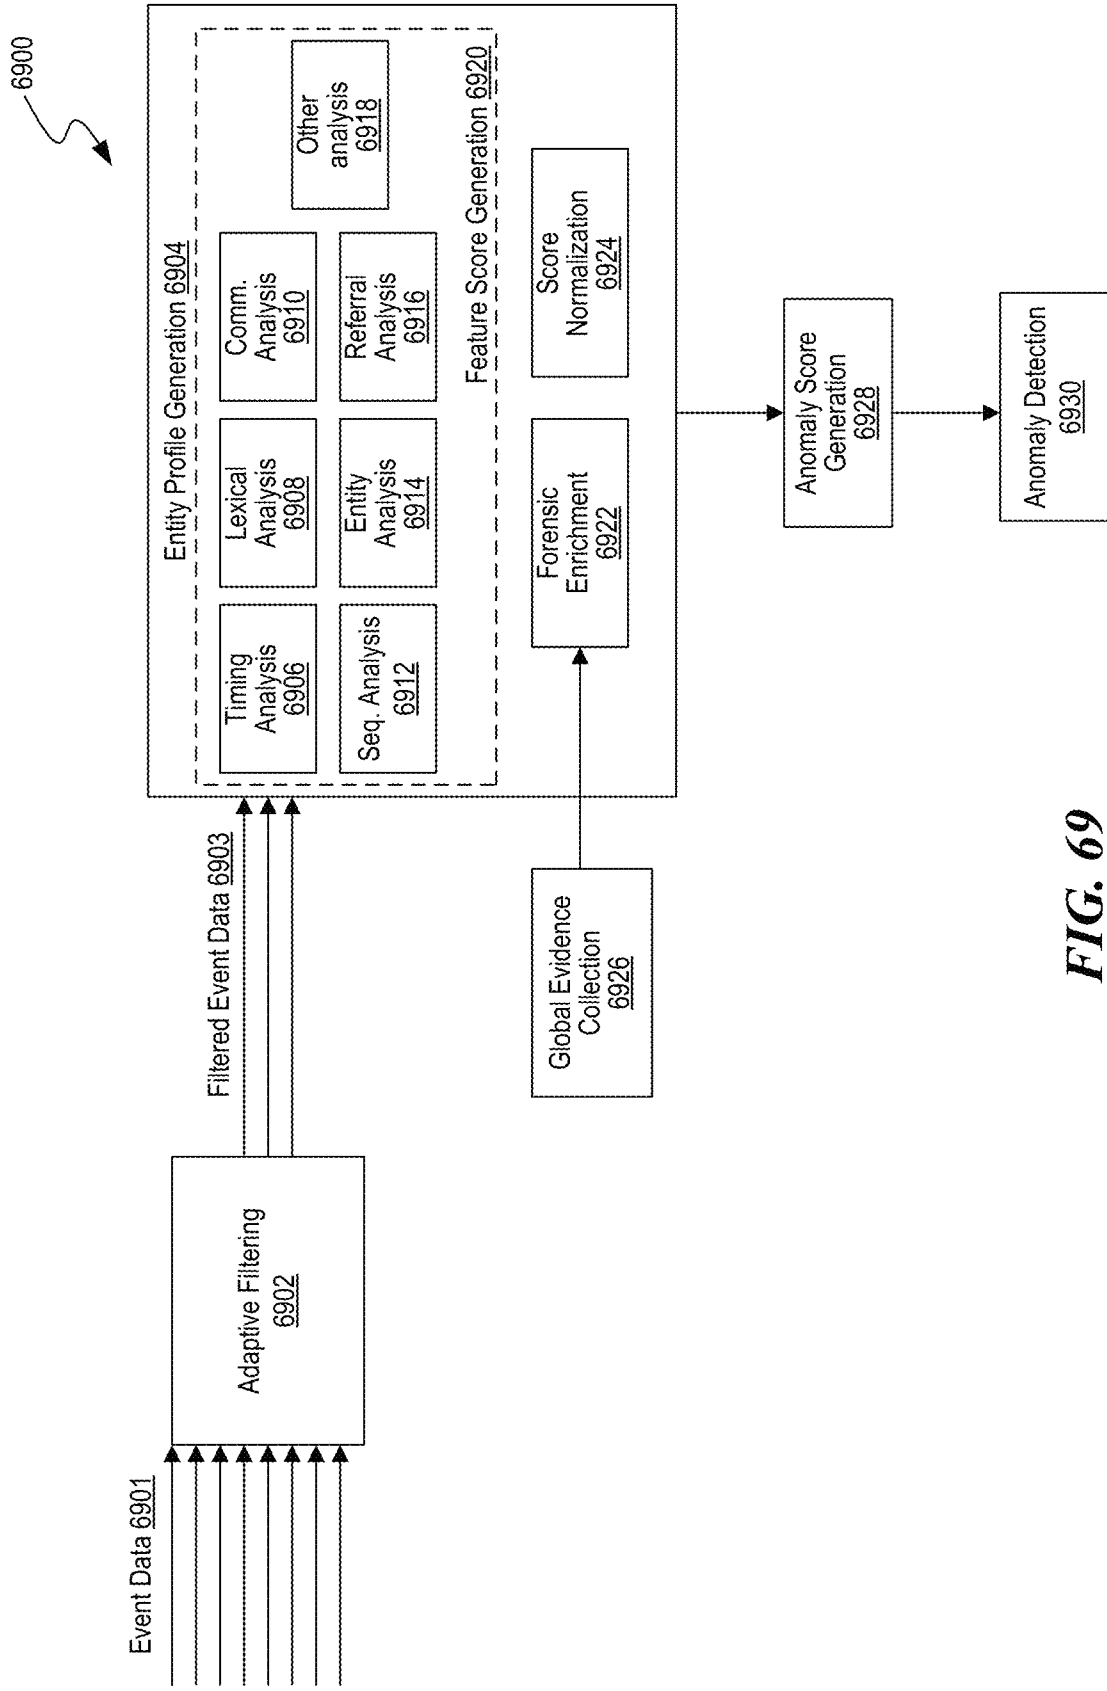 6900
Event Data 6901
Adaptive Filtering
6902
Filtered Event Data 6903
Entity Profile Generation 6904
Timing
Analysis
6906
Lexical
Analysis
6908
Comm.
Analysis
6910
Seq. Analysis
6912
Entity
Analysis
6914
Referral
Analysis
6916
Other
analysis
6918
Feature Score Generation 6920
Global Evidence
Collection
6926
Forensic
Enrichment
6922
Score
Normalization
6924
Anomaly Score
Generation
6928
Anomaly Detection
6930
FIG. 69